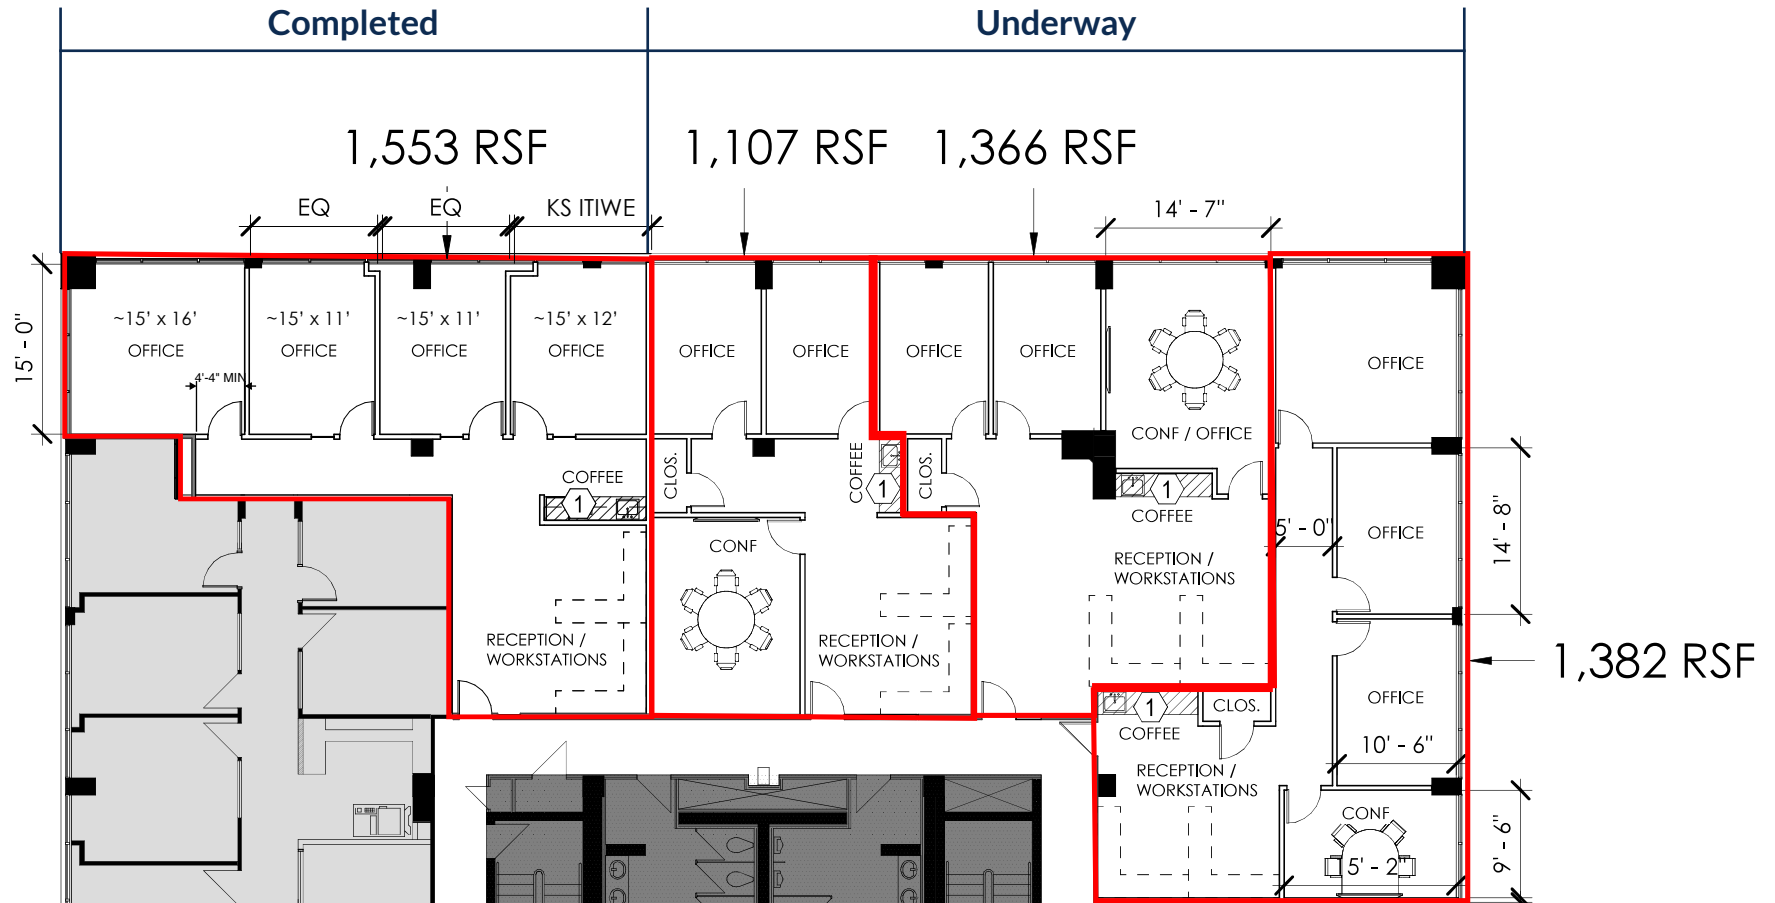 Completed
Underway
1,553 RSF
1,107 RSF
1,366 RSF
EQ
EQ
KS ITIWE
14' - 7"
15' - 0"
~15' x 16'
OFFICE
~15' x 11'
OFFICE
~15' x 11'
OFFICE
~15' x 12'
OFFICE
OFFICE
OFFICE
OFFICE
OFFICE
OFFICE
4'-4" MIN
CONF / OFFICE
CLOS.
COFFEE
1
CLOS.
COFFEE
1
1
COFFEE
5' - 0"
OFFICE
14' - 8"
CONF
RECEPTION /
WORKSTATIONS
RECEPTION /
WORKSTATIONS
RECEPTION /
WORKSTATIONS
1,382 RSF
OFFICE
1
CLOS.
COFFEE
10' - 6"
RECEPTION /
WORKSTATIONS
CONF
5' - 2"
9' - 6"